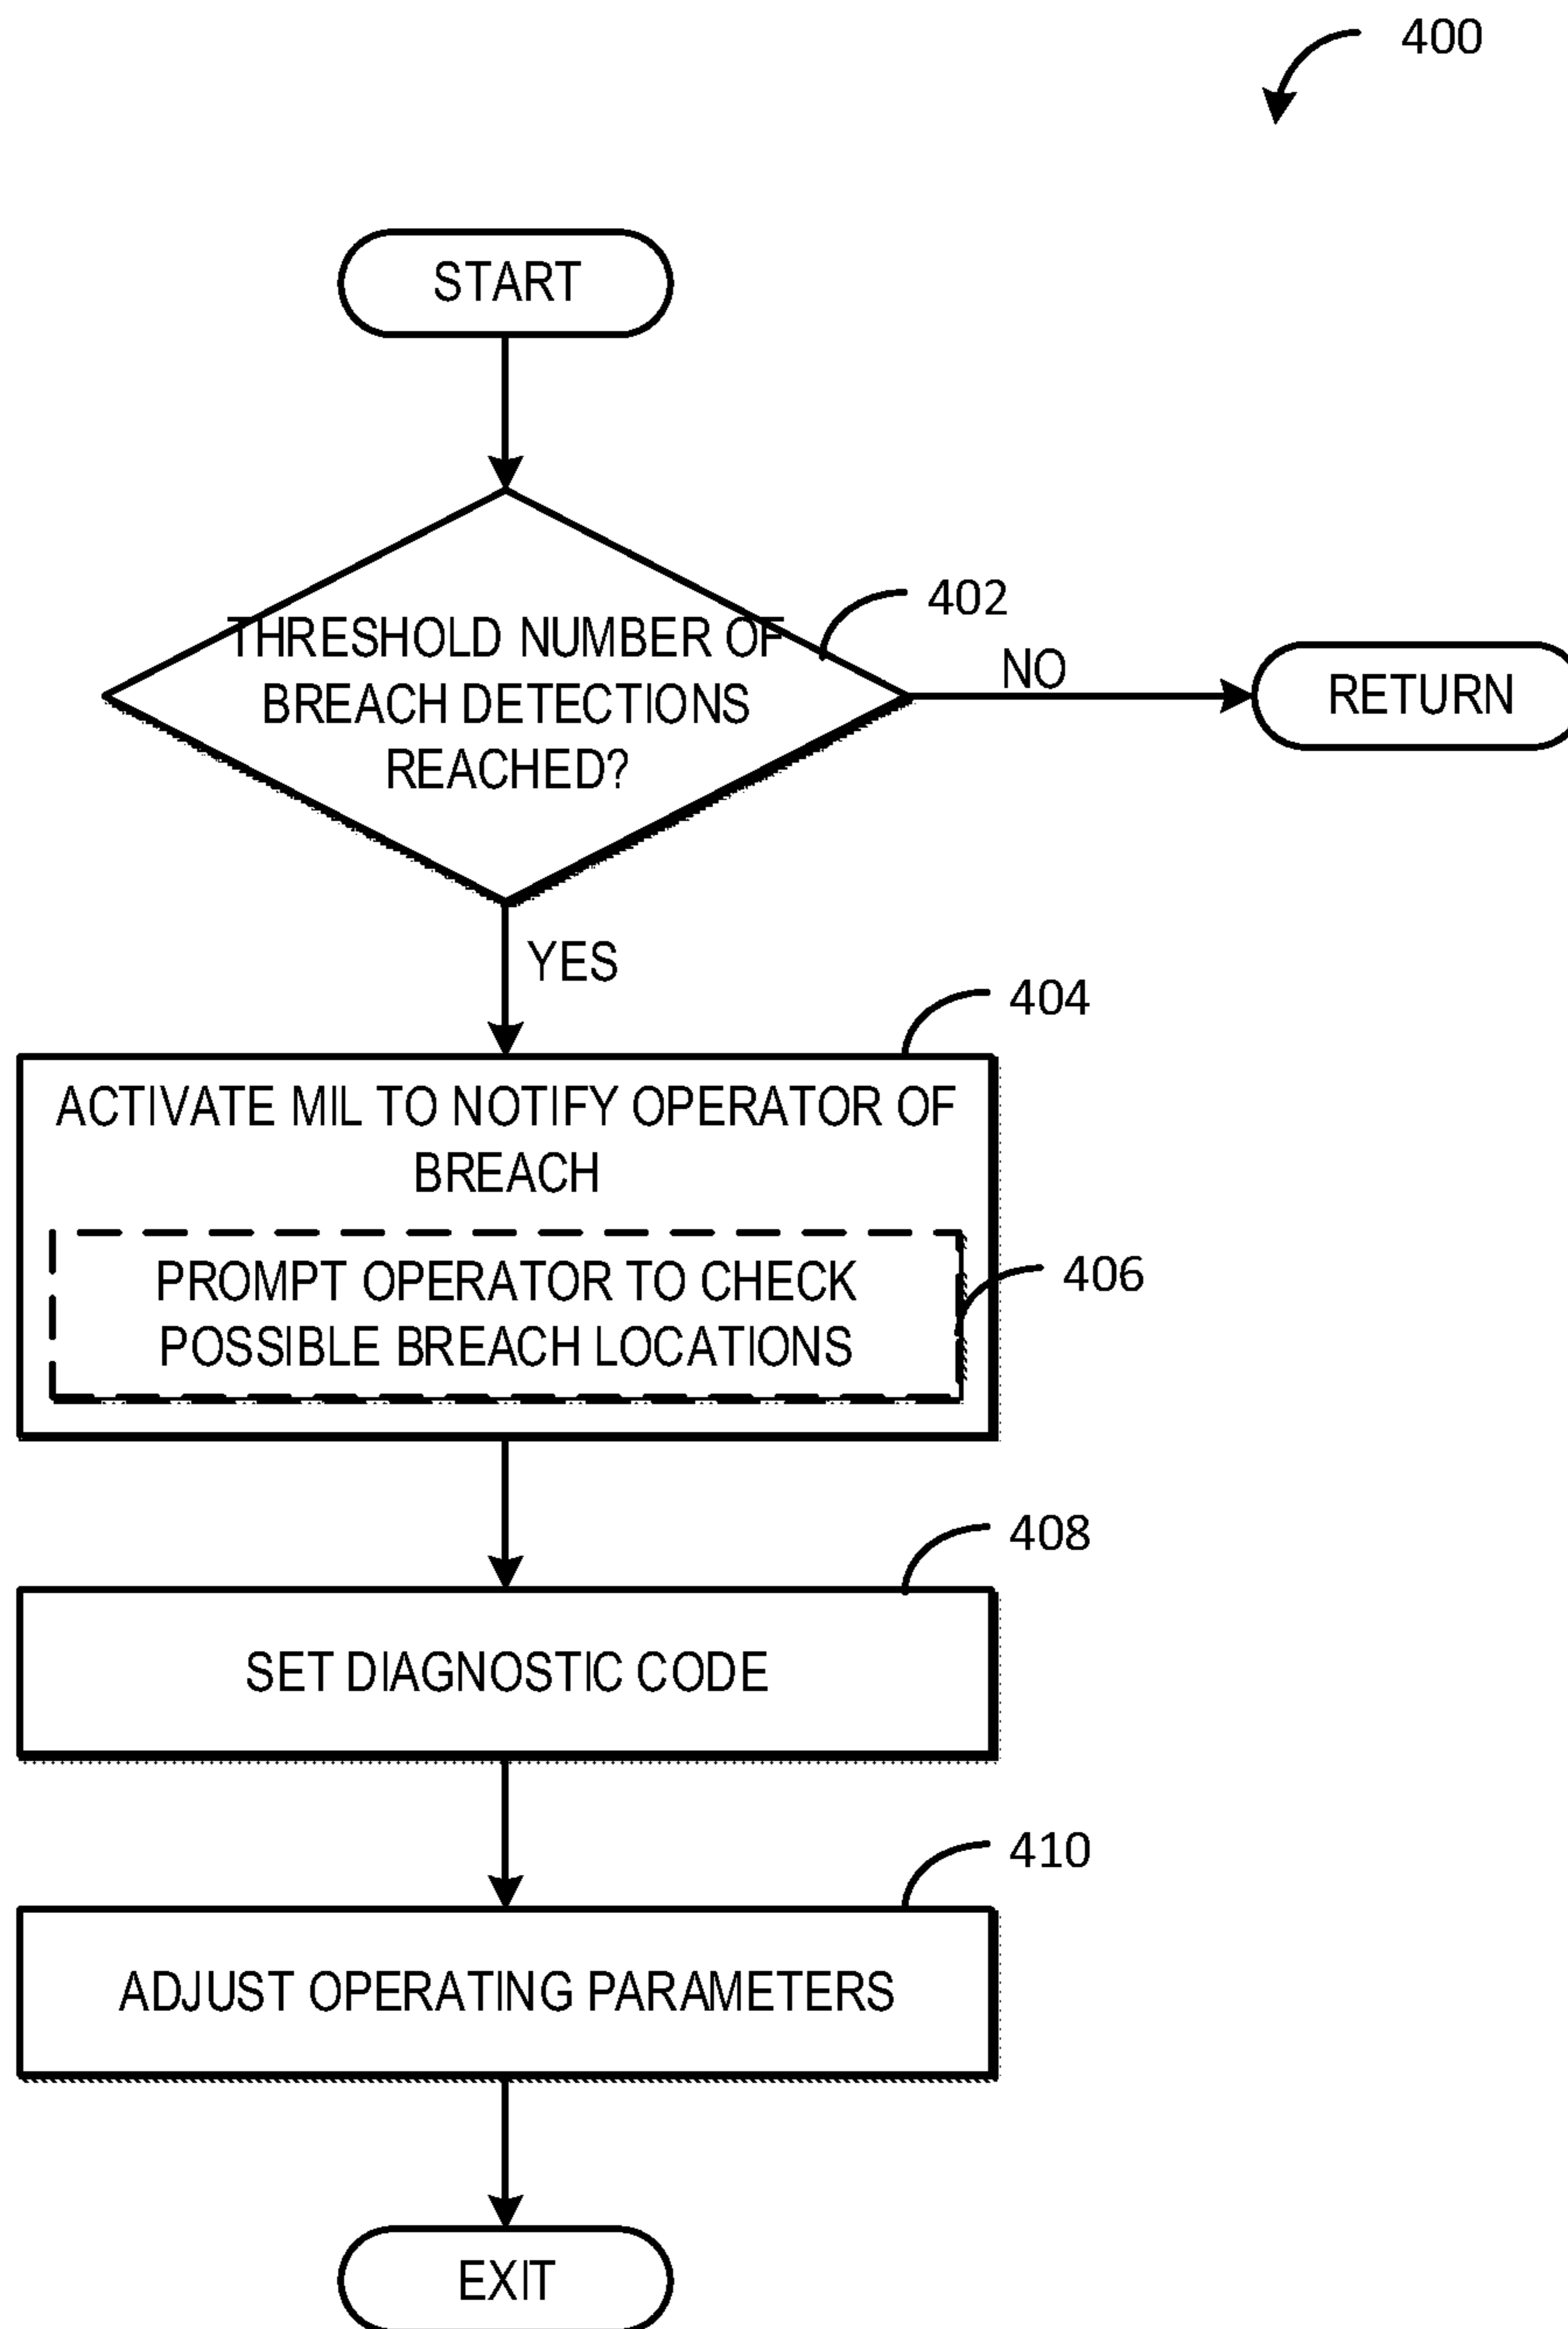 400
START
THRESHOLD NUMBER OF
BREACH DETECTIONS
REACHED?
402
NO
RETURN
YES
404
ACTIVATE MIL TO NOTIFY OPERATOR OF
BREACH
PROMPT OPERATOR TO CHECK
POSSIBLE BREACH LOCATIONS
406
408
SET DIAGNOSTIC CODE
410
ADJUST OPERATING PARAMETERS
EXIT